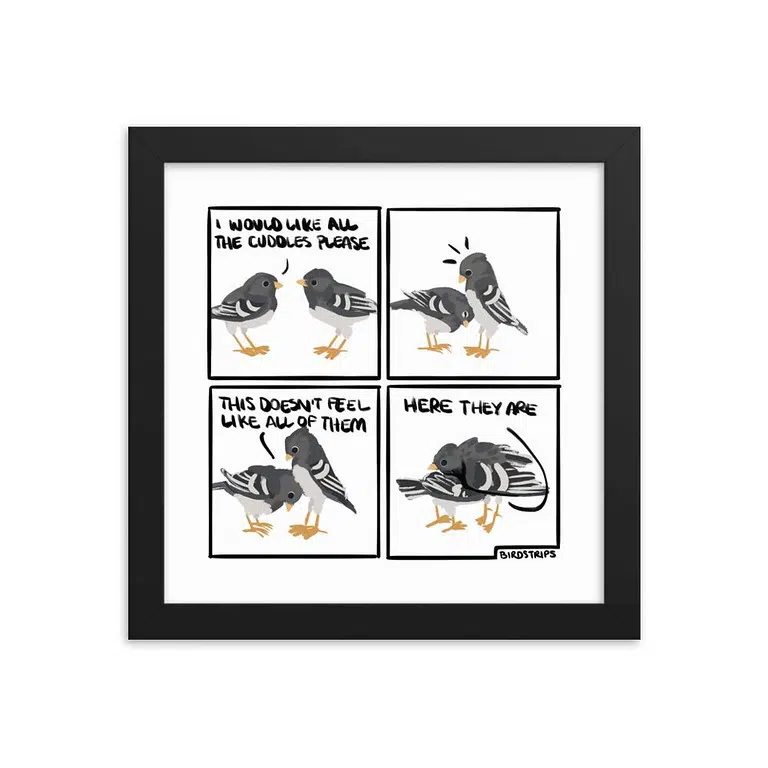 I WOULD LIKE ALL
THE CUDDLES PLEASE
THIS DOESN'T FEEL
LIKE ALL OF THEM
HERE THEY ARE
BIRDSTRIPS